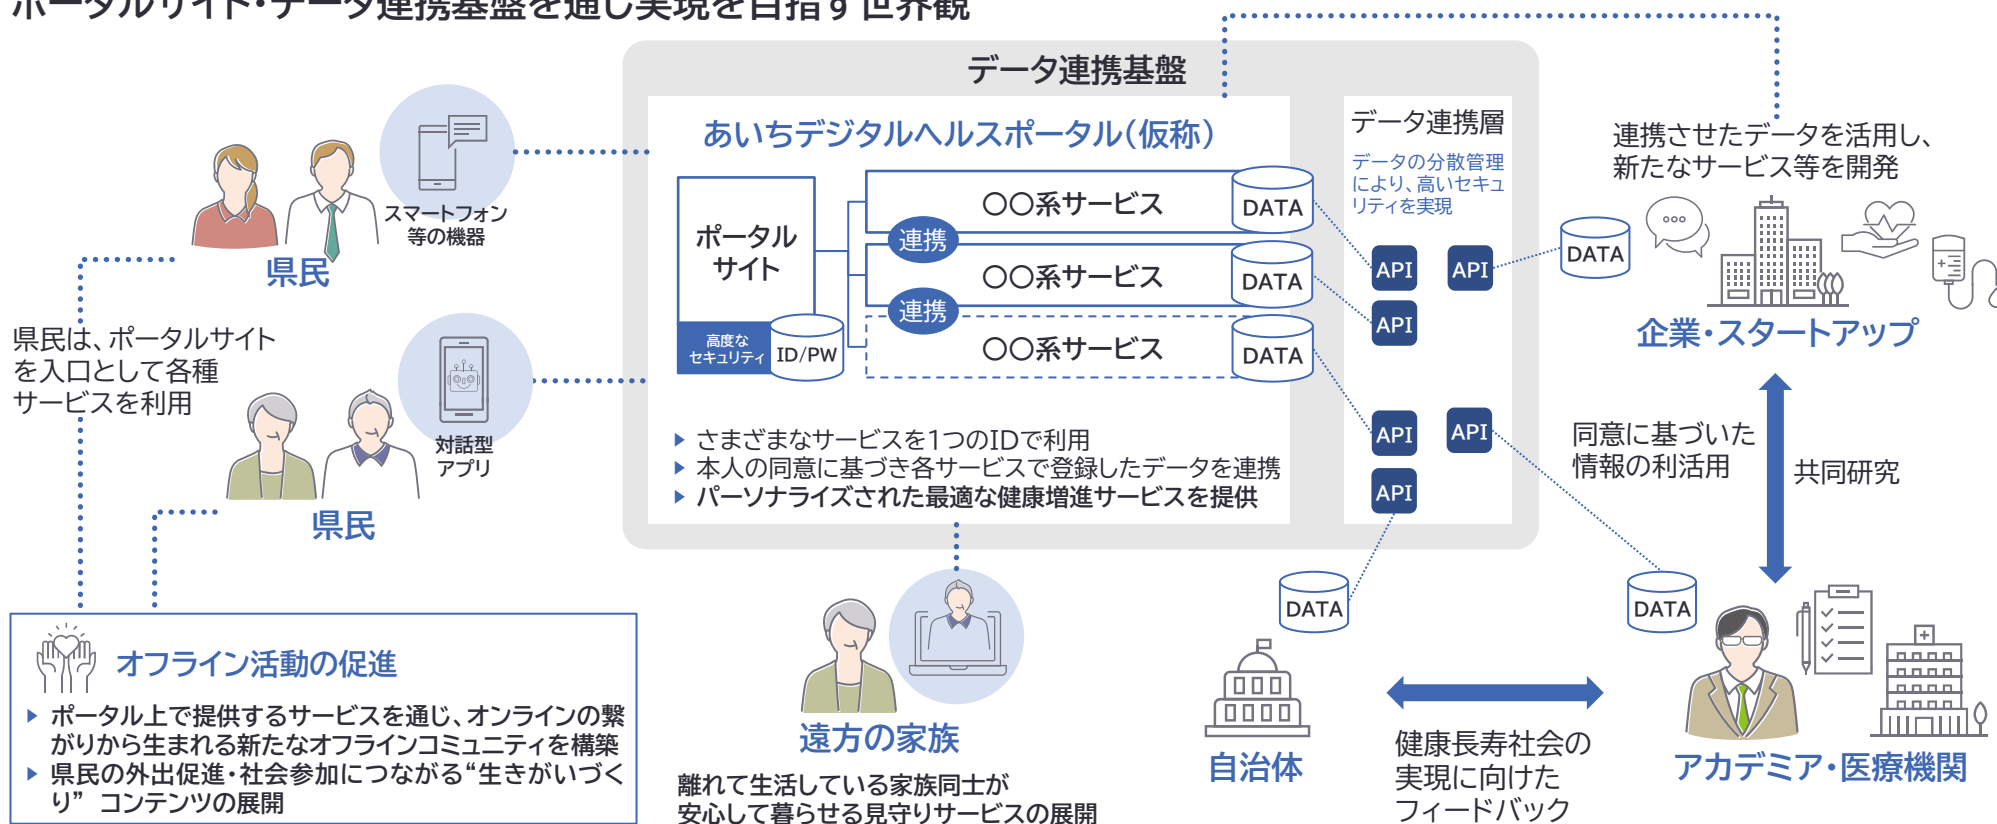 ポータルサイト・データ連携基盤を通じ実現を目指す世界観
データ連携基盤
あいちデジタルヘルスポータル（仮称）
ポータル
サイト
高度な
セキュリティ
ID/PW
〇〇系サービス
DATA
連携
〇〇系サービス
DATA
連携
〇〇系サービス
DATA
▶ さまざまなサービスを1つのIDで利用
▶ 本人の同意に基づき各サービスで登録したデータを連携
▶ パーソナライズされた最適な健康増進サービスを提供
データ連携層
データの分散管理
により、高いセキュ
リティを実現
API
API
API
API
API
API
スマートフォン
等の機器
県民
県民は、ポータルサイト
を入口として各種
サービスを利用
対話型
アプリ
県民
連携させたデータを活用し、
新たなサービス等を開発
DATA
企業・スタートアップ
同意に基づいた
情報の利活用
共同研究
オフライン活動の促進
▶ ポータル上で提供するサービスを通じ、オンラインの繋
がりから生まれる新たなオフラインコミュニティを構築
▶ 県民の外出促進・社会参加につながる“生きがいづく
り” コンテンツの展開
遠方の家族
離れて生活している家族同士が
安心して暮らせる見守りサービスの展開
DATA
自治体
健康長寿社会の
実現に向けた
フィードバック
DATA
アカデミア・医療機関